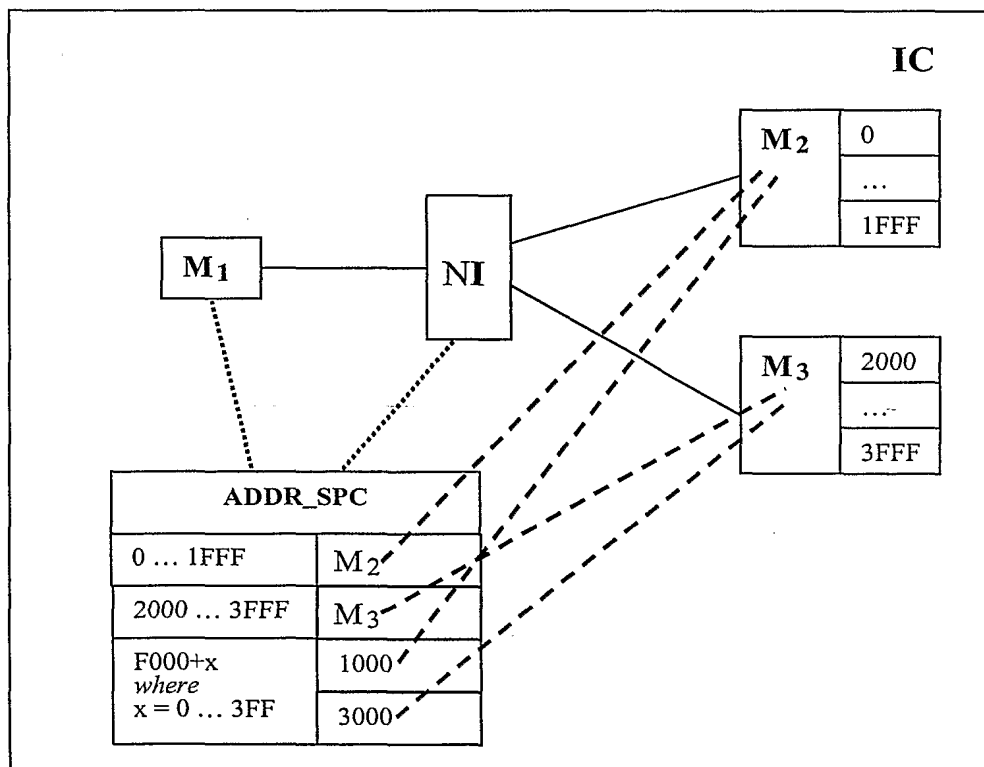 IC
M2
0
...
1FFF
M1
NI
M3
2000
...
3FFF
ADDR_SPC
0 ... 1FFF
M2
2000 ... 3FFF
M3
F000+x
where
x = 0 ... 3FF
1000
3000